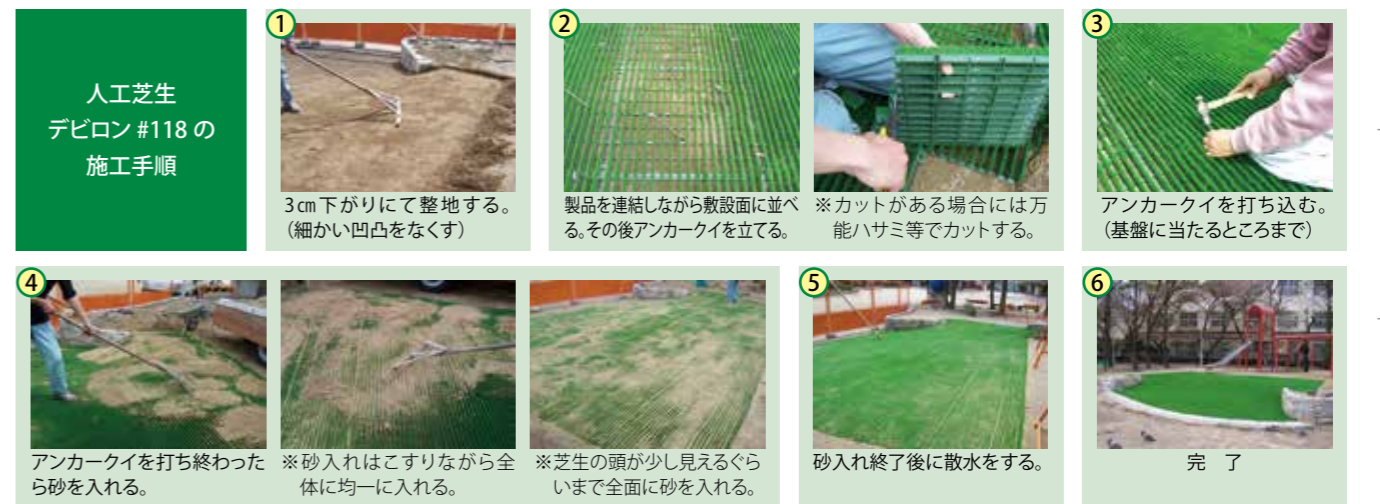 人工芝生
デビロン #118 の
施工手順
①
3㎝下がりにて整地する。
（細かい凹凸をなくす）
②
製品を連結しながら敷設面に並べ
る。その後アンカークイを立てる。
※カットがある場合には万
能ハサミ等でカットする。
③
アンカークイを打ち込む。
（基盤に当たるところまで）
④
アンカークイを打ち終わった
ら砂を入れる。
※砂入れはこすりながら全
体に均一に入れる。
※芝生の頭が少し見えるぐら
いまで全面に砂を入れる。
⑤
砂入れ終了後に散水をする。
⑥
完　了